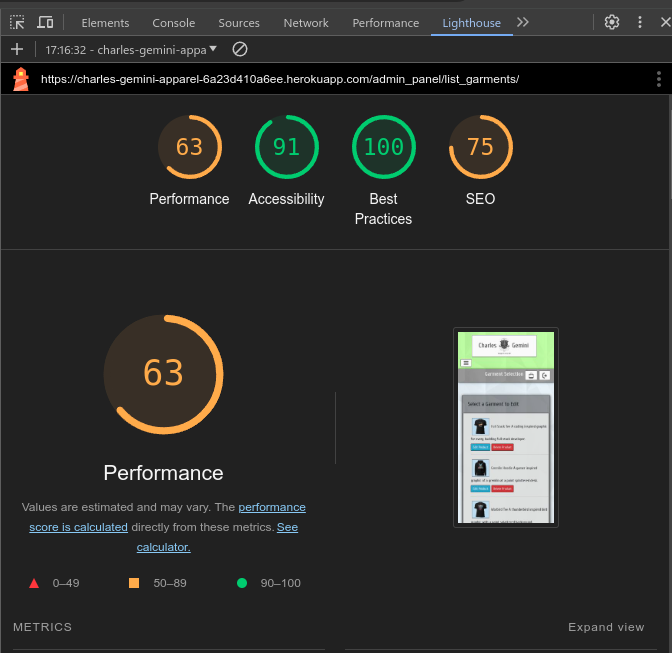 Elements Console Sources Network Performance Lighthouse
17:16:32 - charles-gemini-appa
https://charles-gemini-apparel-6a23d410a6ee.herokuapp.com/admin_panel/list_garments/
63 91 100 75
Performance Accessibility Best Practices SEO
63
Performance
Values are estimated and may vary. The performance
score is calculated directly from these metrics. See
calculator.
0–49 50–89 90–100
Charles Gemini
Garment Selection
Select a Garment to Edit
METRICS Expand view